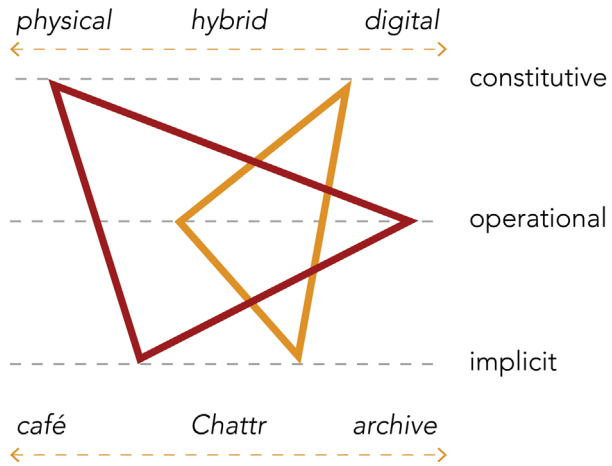 physical hybrid digital
constitutive
operational
implicit
café Chattr archive